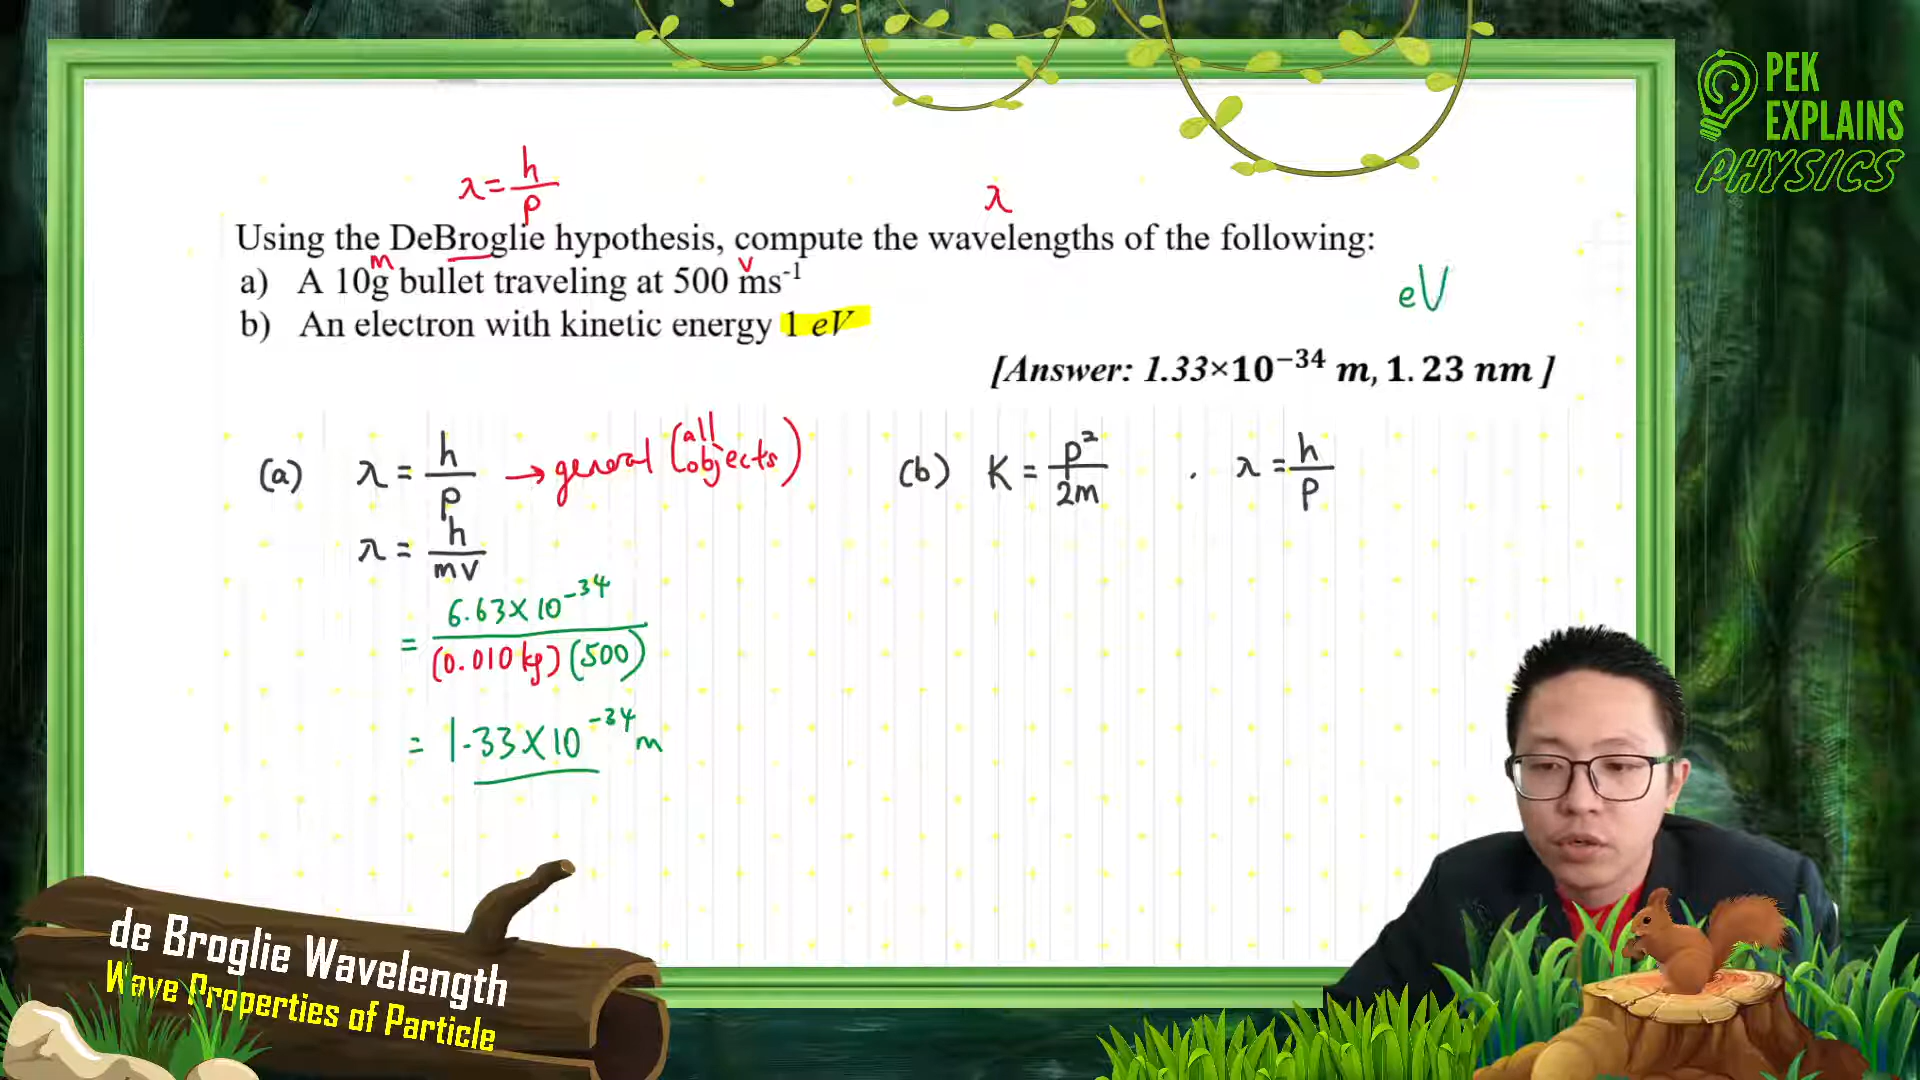 PEK
EXPLAINS
PHYSICS
λ = h/p
λ
Using the DeBroglie hypothesis, compute the wavelengths of the following:
m
v
a) A 10g bullet traveling at 500 ms⁻¹
eV
b) An electron with kinetic energy 1 eV
[Answer: 1.33×10⁻³⁴ m, 1.23 nm ]
(a) λ = h/p → general (all objects)
λ = h/mv
= 6.63×10⁻³⁴/(0.010 kg)(500)
= 1.33×10⁻³⁴ m
(b) K = p²/2m , λ = h/p
de Broglie Wavelength
Wave Properties of Particle